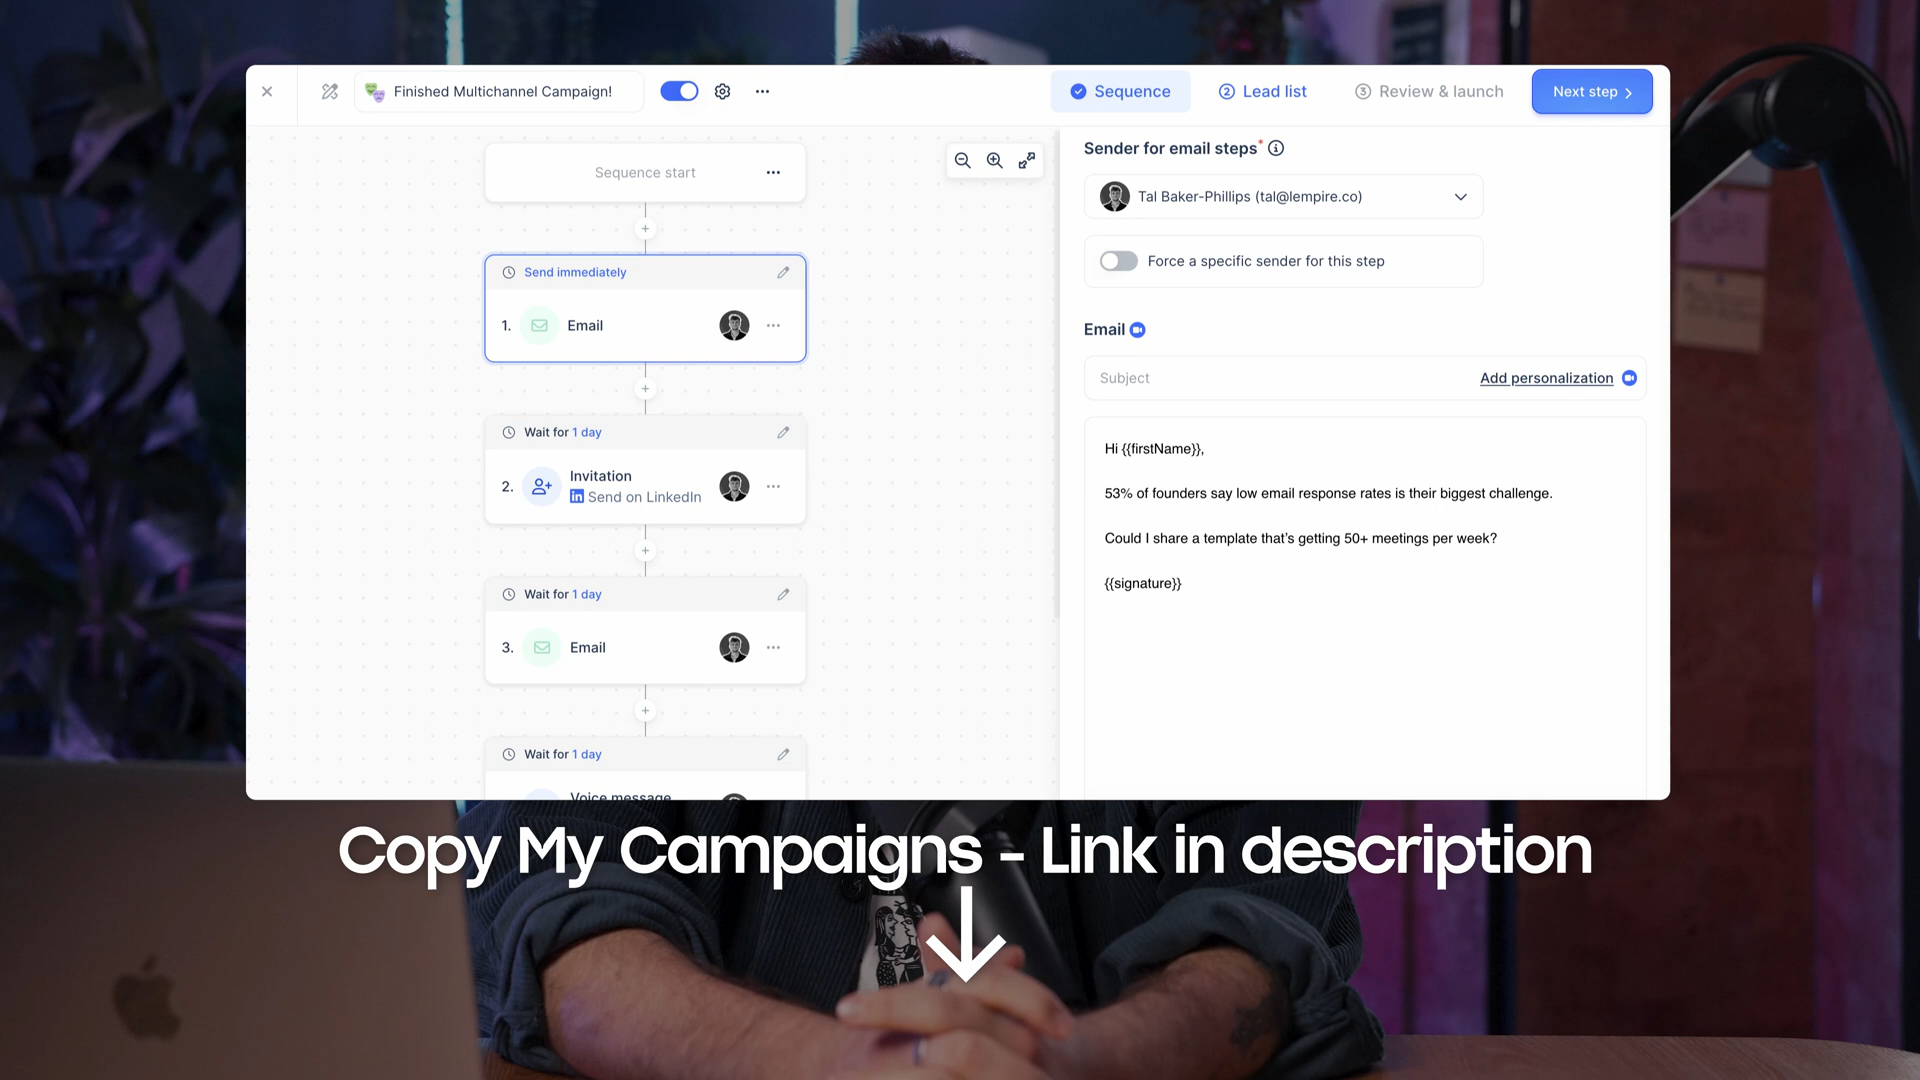 Finished Multichannel Campaign!
Sequence
2 Lead list
3 Review & launch
Next step
Sequence start
Send immediately
1. Email
Wait for 1 day
2. Invitation
in Send on LinkedIn
Wait for 1 day
3. Email
Wait for 1 day
Voice message
Sender for email steps*
Tal Baker-Phillips (tal@lempire.co)
Force a specific sender for this step
Email
Subject
Add personalization
Hi {{firstName}},
53% of founders say low email response rates is their biggest challenge.
Could I share a template that’s getting 50+ meetings per week?
{{signature}}
Copy My Campaigns - Link in description